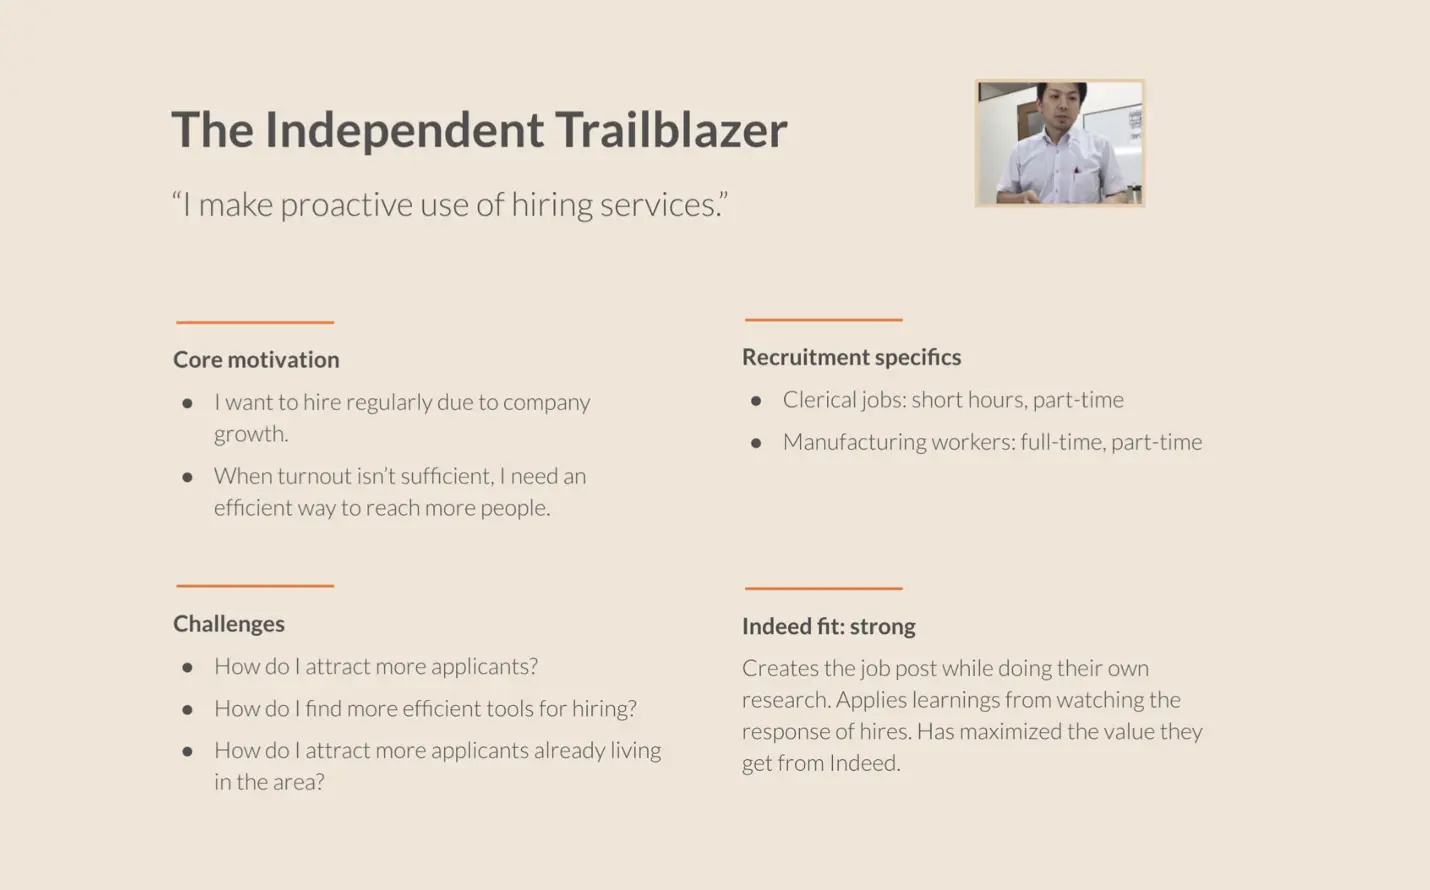 The Independent Trailblazer
“I make proactive use of hiring services.”
Core motivation
● I want to hire regularly due to company
growth.
● When turnout isn’t sufficient, I need an
efficient way to reach more people.
Recruitment specifics
● Clerical jobs: short hours, part-time
● Manufacturing workers: full-time, part-time
Challenges
● How do I attract more applicants?
● How do I find more efficient tools for hiring?
● How do I attract more applicants already living
in the area?
Indeed fit: strong
Creates the job post while doing their own
research. Applies learnings from watching the
response of hires. Has maximized the value they
get from Indeed.